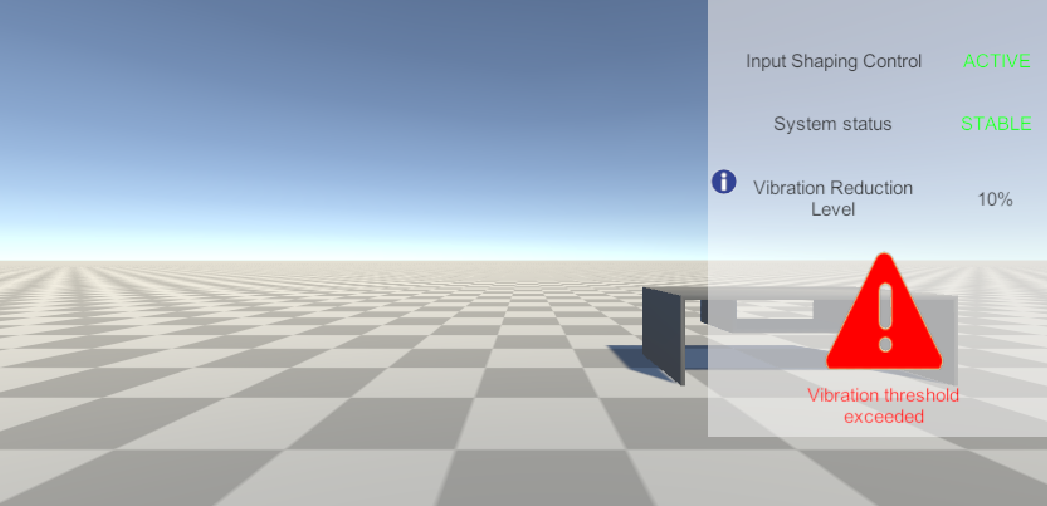 Input Shaping Control ACTIVE
System status STABLE
Vibration Reduction
Level
10%
Vibration threshold
exceeded